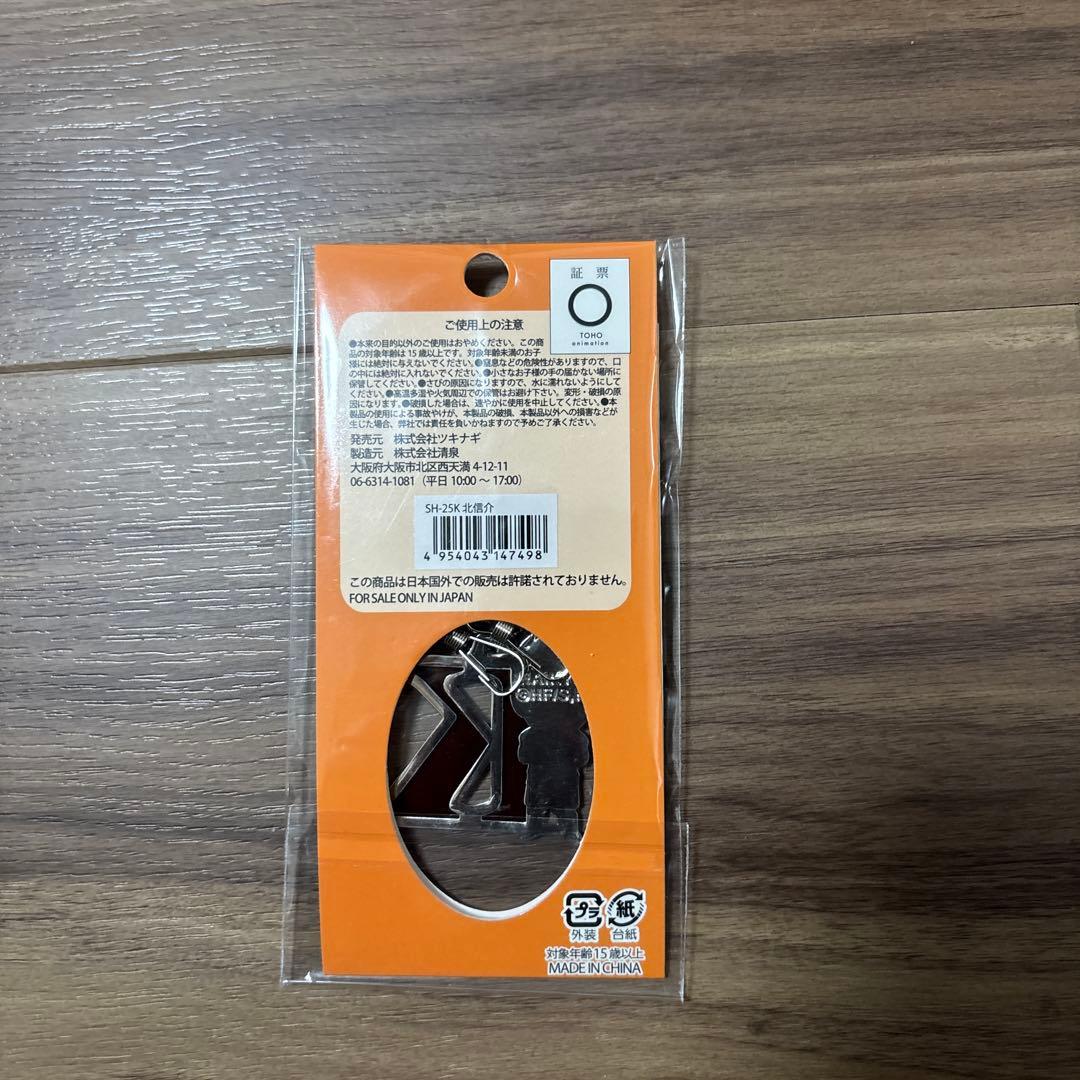 証 票
TOHO
animation
ご使用上の注意
●本来の目的以外のご使用はおやめください。この商
品の対象年齢は15歳以上です。対象年齢未満のお子
様には絶対に与えないでください。●窒息などの危険性がありますので、口
の中には絶対に入れないでください。●小さなお子様の手の届かない場所に
保管してください。●さびの原因になりますので、水に濡れないようにして
ください。●高温多湿や火気周辺での保管はお避け下さい。変形・破損の原
因になります。●破損した場合は、速やかに使用を中止してください。●本
製品の使用による事故やけが、本製品の破損、本製品以外への損害などが
生じた場合、弊社では責任を負いかねますので予めご了承ください。
発売元 株式会社ツキナギ
製造元 株式会社清泉
大阪府大阪市北区西天満 4-12-11
06-6314-1081（平日 10:00 ～ 17:00）
SH-25K 北信介
4 954043 147498
この商品は日本国外での販売は許諾されておりません。
FOR SALE ONLY IN JAPAN
©HF/S,
プラ 紙
外装 台紙
対象年齢 15 歳以上
MADE IN CHINA